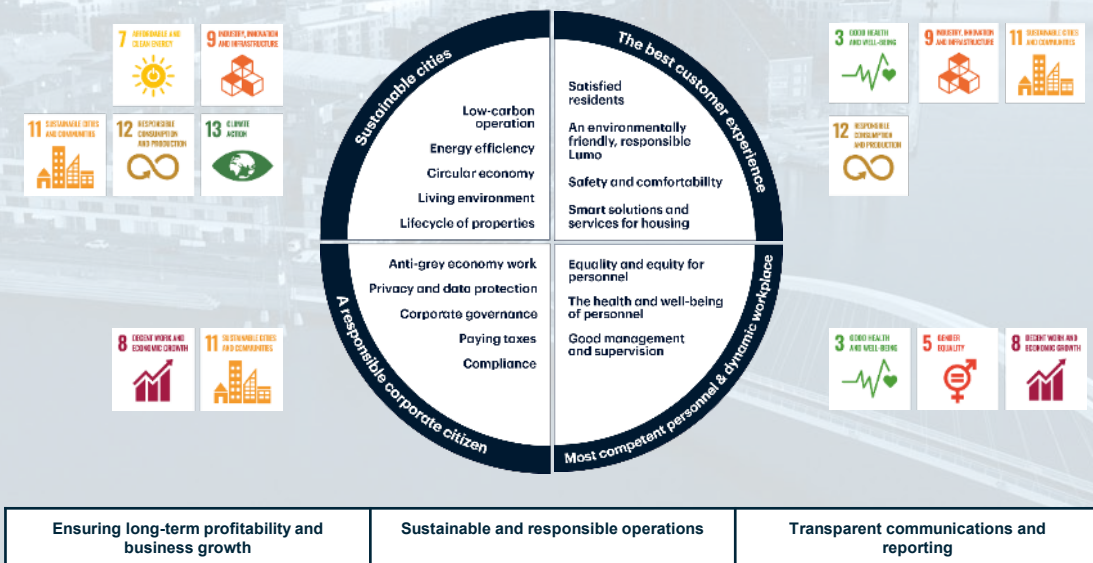 7 AFFORDABLE AND
CLEAN ENERGY
9 INDUSTRY, INNOVATION
AND INFRASTRUCTURE
11 SUSTAINABLE CITIES
AND COMMUNITIES
12 RESPONSIBLE
CONSUMPTION
AND PRODUCTION
13 CLIMATE
ACTION
Sustainable cities
Low-carbon
operation
Energy efficiency
Circular economy
Living environment
Lifecycle of properties
The best customer experience
Satisfied
residents
An environmentally
friendly, responsible
Lumo
Safety and comfortability
Smart solutions and
services for housing
3 GOOD HEALTH
AND WELL-BEING
9 INDUSTRY, INNOVATION
AND INFRASTRUCTURE
11 SUSTAINABLE CITIES
AND COMMUNITIES
12 RESPONSIBLE
CONSUMPTION
AND PRODUCTION
8 DECENT WORK AND
ECONOMIC GROWTH
11 SUSTAINABLE CITIES
AND COMMUNITIES
A responsible corporate citizen
Anti-grey economy work
Privacy and data protection
Corporate governance
Paying taxes
Compliance
Most competent personnel & dynamic workplace
Equality and equity for
personnel
The health and well-being
of personnel
Good management
and supervision
3 GOOD HEALTH
AND WELL-BEING
5 GENDER
EQUALITY
8 DECENT WORK AND
ECONOMIC GROWTH
Ensuring long-term profitability and
business growth
Sustainable and responsible operations
Transparent communications and
reporting